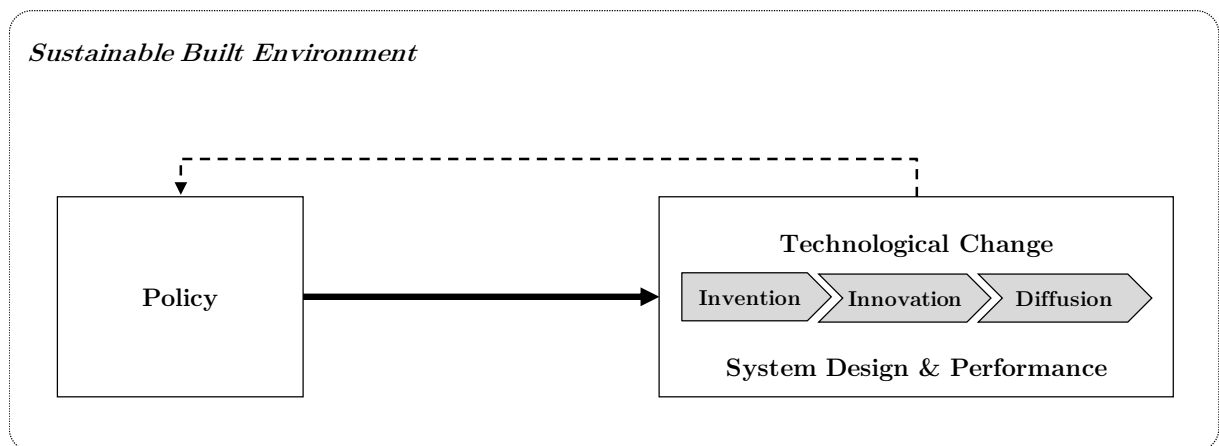 Sustainable Built Environment
Technological Change
Policy
Invention
Innovation
Diffusion
System Design & Performance